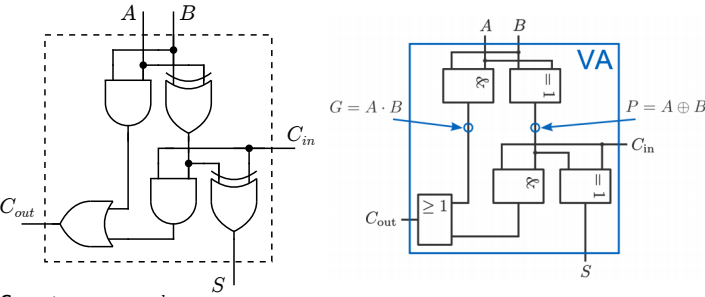 A B
C_in
C_out
S
A B
VA
&
=1
G = A · B
P = A ⊕ B
C_in
&
=1
≥ 1
C_out
S